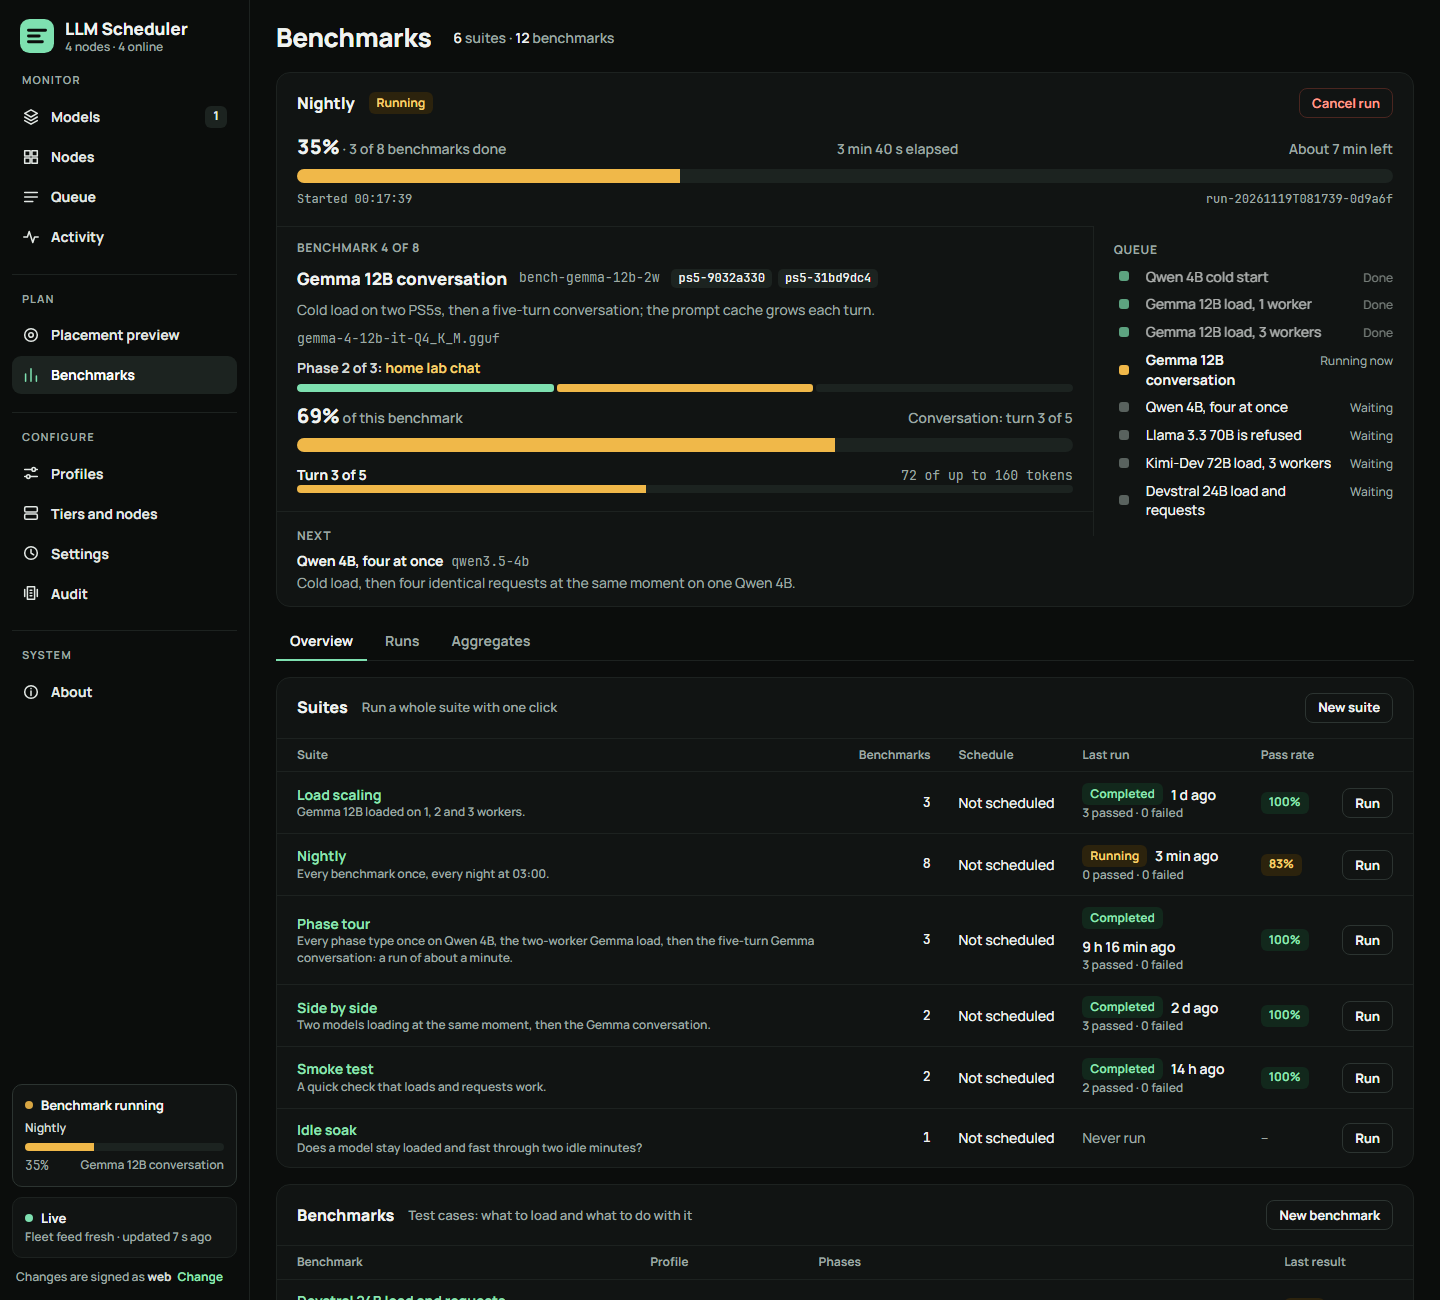 LLM Scheduler
4 nodes · 4 online
MONITOR
Models 1
Nodes
Queue
Activity
PLAN
Placement preview
Benchmarks
CONFIGURE
Profiles
Tiers and nodes
Settings
Audit
SYSTEM
About
Benchmark running
Nightly
35% Gemma 12B conversation
Live
Fleet feed fresh · updated 7 s ago
Changes are signed as web Change
Benchmarks 6 suites · 12 benchmarks
Nightly Running Cancel run
35% · 3 of 8 benchmarks done 3 min 40 s elapsed About 7 min left
Started 00:17:39 run-20261119T081739-0d9a6f
BENCHMARK 4 OF 8
Gemma 12B conversation bench-gemma-12b-2w ps5-9032a330 ps5-31bd9dc4
Cold load on two PS5s, then a five-turn conversation; the prompt cache grows each turn.
gemma-4-12b-it-Q4_K_M.gguf
Phase 2 of 3: home lab chat
69% of this benchmark Conversation: turn 3 of 5
Turn 3 of 5 72 of up to 160 tokens
NEXT
Qwen 4B, four at once qwen3.5-4b
Cold load, then four identical requests at the same moment on one Qwen 4B.
QUEUE
Qwen 4B cold start Done
Gemma 12B load, 1 worker Done
Gemma 12B load, 3 workers Done
Gemma 12B Running now
conversation
Qwen 4B, four at once Waiting
Llama 3.3 70B is refused Waiting
Kimi-Dev 72B load, 3 workers Waiting
Devstral 24B load and Waiting
requests
Overview Runs Aggregates
Suites Run a whole suite with one click New suite
Suite Benchmarks Schedule Last run Pass rate
Load scaling 3 Not scheduled Completed 1 d ago 100% Run
Gemma 12B loaded on 1, 2 and 3 workers. 3 passed · 0 failed
Nightly 8 Not scheduled Running 3 min ago 83% Run
Every benchmark once, every night at 03:00. 0 passed · 0 failed
Phase tour 3 Not scheduled Completed 100% Run
Every phase type once on Qwen 4B, the two-worker Gemma load, then the five-turn Gemma 9 h 16 min ago
conversation: a run of about a minute. 3 passed · 0 failed
Side by side 2 Not scheduled Completed 2 d ago 100% Run
Two models loading at the same moment, then the Gemma conversation. 3 passed · 0 failed
Smoke test 2 Not scheduled Completed 14 h ago 100% Run
A quick check that loads and requests work. 2 passed · 0 failed
Idle soak 1 Not scheduled Never run – Run
Does a model stay loaded and fast through two idle minutes?
Benchmarks Test cases: what to load and what to do with it New benchmark
Benchmark Profile Phases Last result
Devstral 24B load and requests